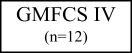 GMFCS IV
(n=12)